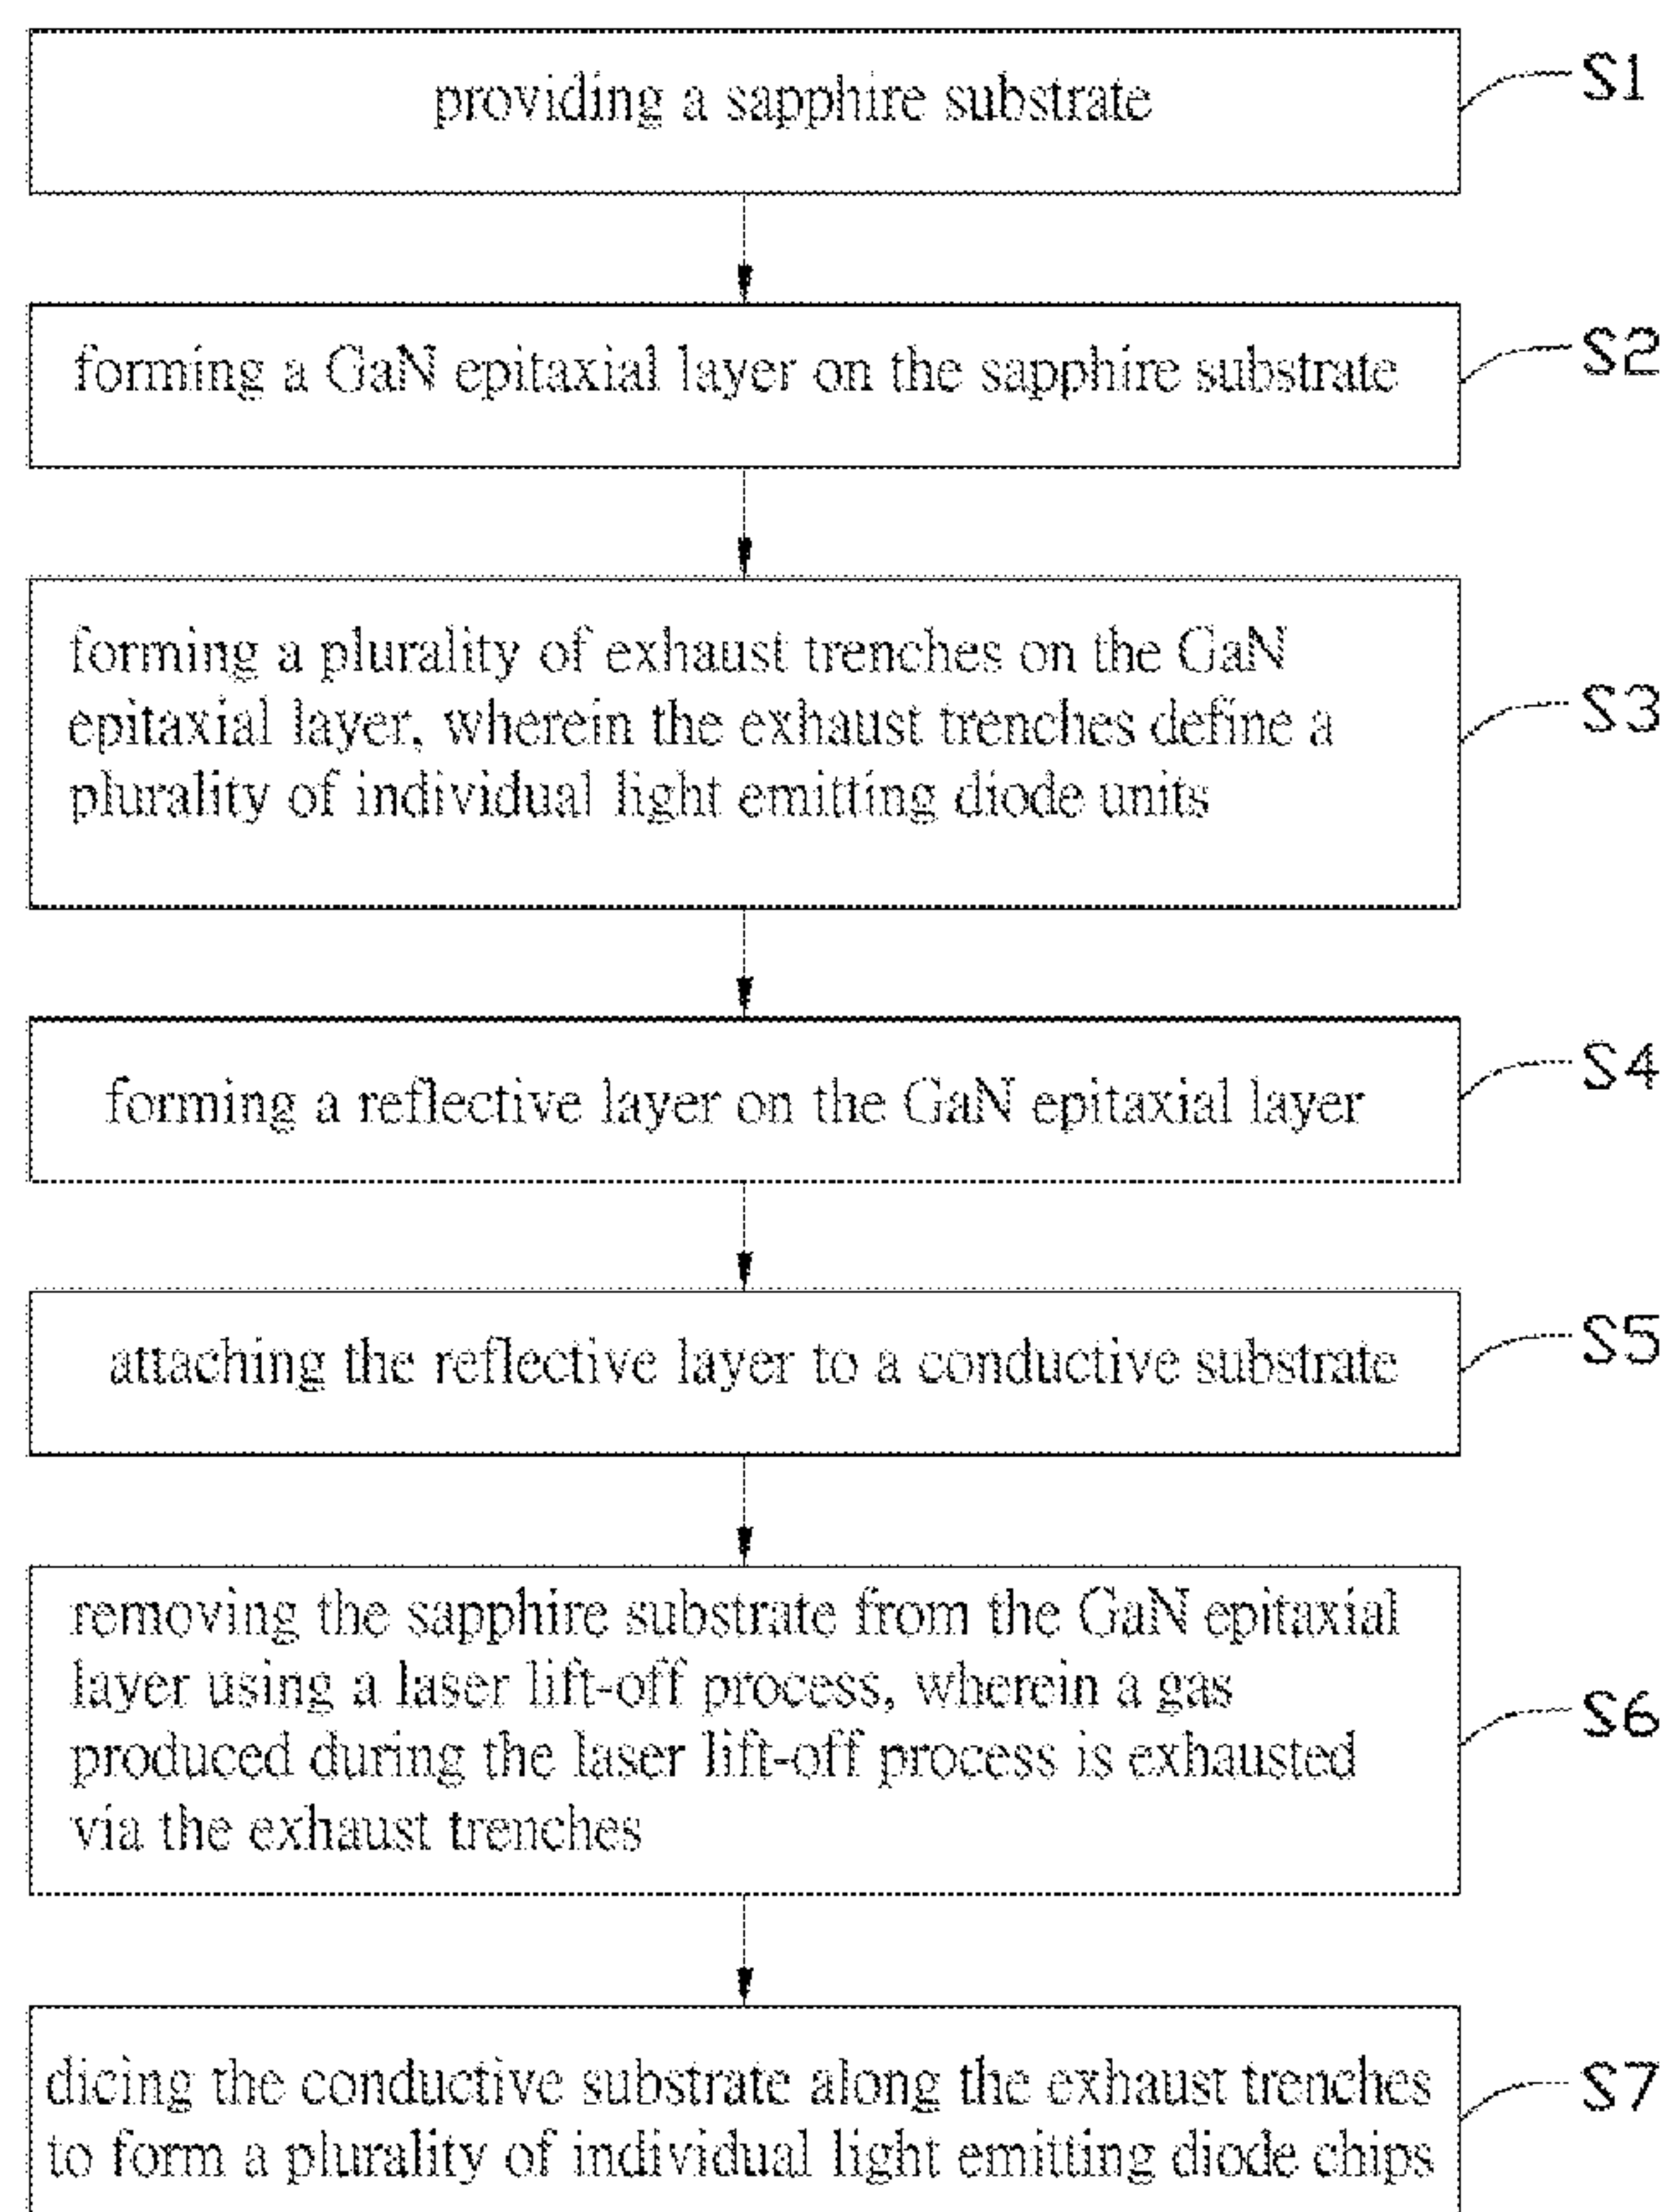 providing a sapphire substrate
S1
forming a GaN epitaxial layer on the sapphire substrate
S2
forming a plurality of exhaust trenches on the GaN
epitaxial layer, wherein the exhaust trenches define a
plurality of individual light emitting diode units
S3
forming a reflective layer on the GaN epitaxial layer
S4
attaching the reflective layer to a conductive substrate
S5
removing the sapphire substrate from the GaN epitaxial
layer using a laser lift-off process, wherein a gas
produced during the laser lift-off process is exhausted
via the exhaust trenches
S6
dicing the conductive substrate along the exhaust trenches
to form a plurality of individual light emitting diode chips
S7